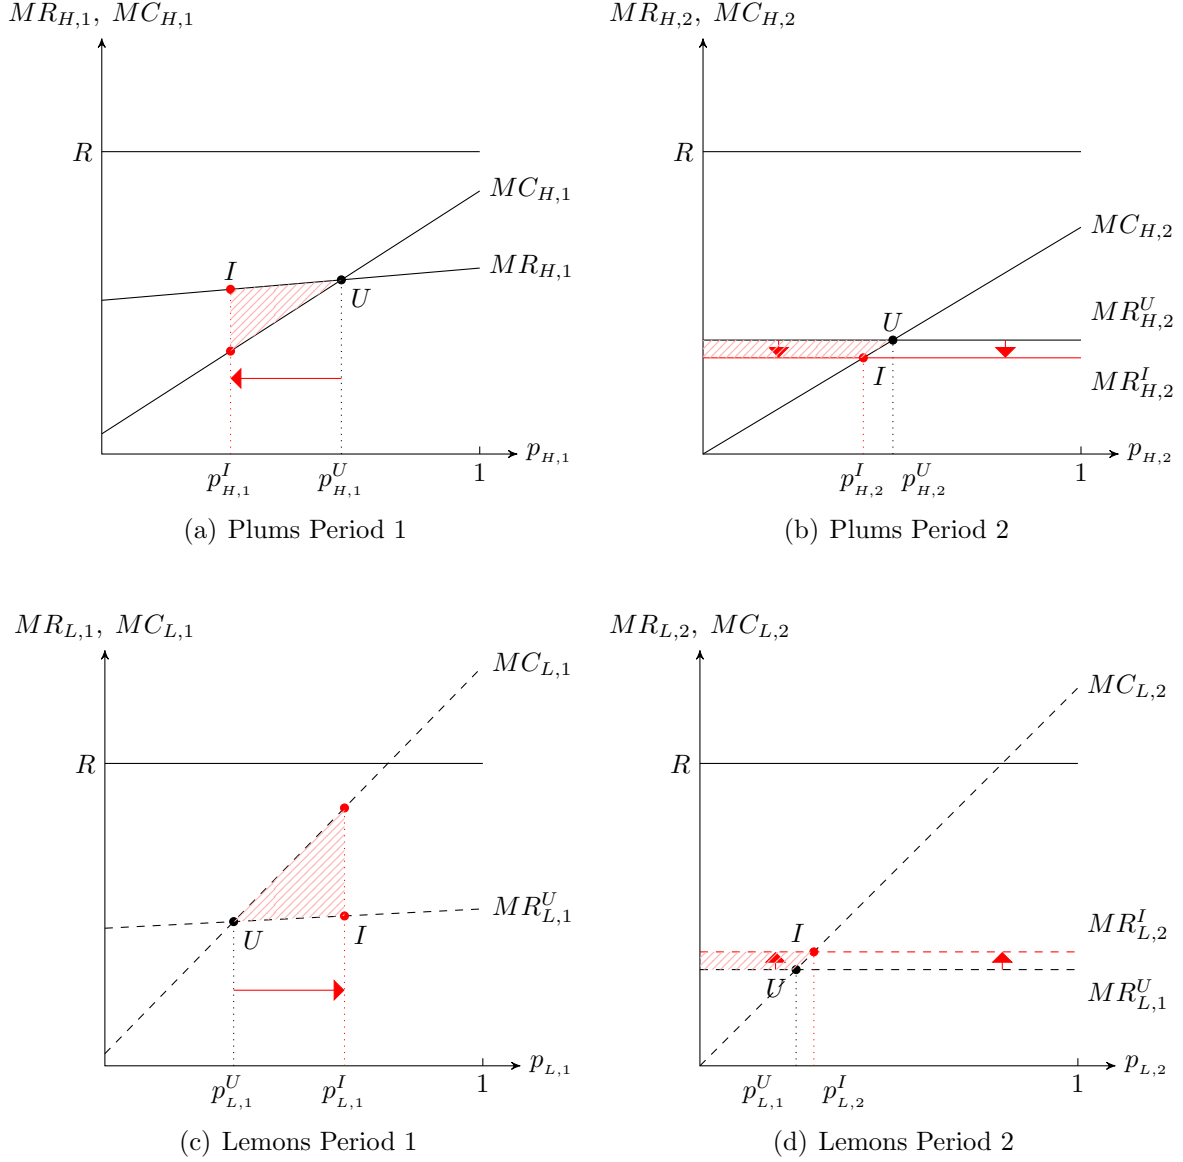 MR_{H,1}, MC_{H,1}
R
MC_{H,1}
MR_{H,1}
I
U
p_{H,1}
p^I_{H,1}
p^U_{H,1}
1
(a) Plums Period 1
MR_{H,2}, MC_{H,2}
R
MC_{H,2}
MR^U_{H,2}
U
I
MR^I_{H,2}
p_{H,2}
p^I_{H,2}
p^U_{H,2}
1
(b) Plums Period 2
MR_{L,1}, MC_{L,1}
MC_{L,1}
R
MR^U_{L,1}
U
I
p_{L,1}
p^U_{L,1}
p^I_{L,1}
1
(c) Lemons Period 1
MR_{L,2}, MC_{L,2}
MC_{L,2}
R
MR^I_{L,2}
I
U
MR^U_{L,1}
p_{L,2}
p^U_{L,1}
p^I_{L,2}
1
(d) Lemons Period 2